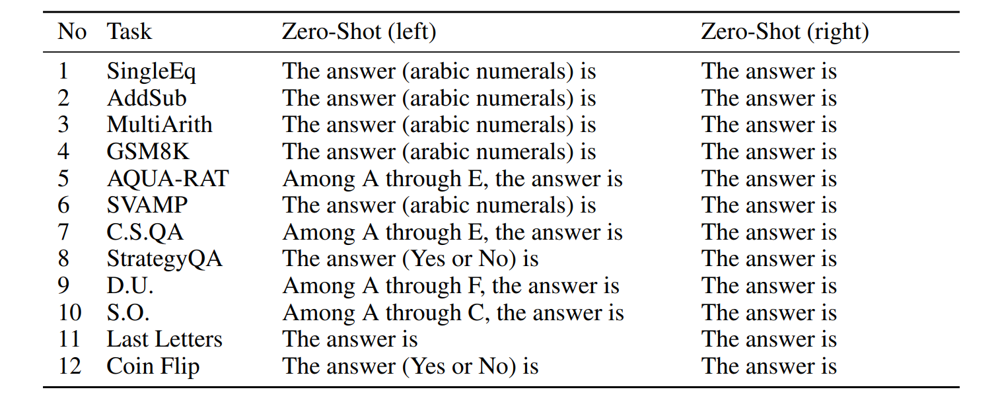 No Task Zero-Shot (left) Zero-Shot (right)
1 SingleEq The answer (arabic numerals) is The answer is
2 AddSub The answer (arabic numerals) is The answer is
3 MultiArith The answer (arabic numerals) is The answer is
4 GSM8K The answer (arabic numerals) is The answer is
5 AQUA-RAT Among A through E, the answer is The answer is
6 SVAMP The answer (arabic numerals) is The answer is
7 C.S.QA Among A through E, the answer is The answer is
8 StrategyQA The answer (Yes or No) is The answer is
9 D.U. Among A through F, the answer is The answer is
10 S.O. Among A through C, the answer is The answer is
11 Last Letters The answer is The answer is
12 Coin Flip The answer (Yes or No) is The answer is